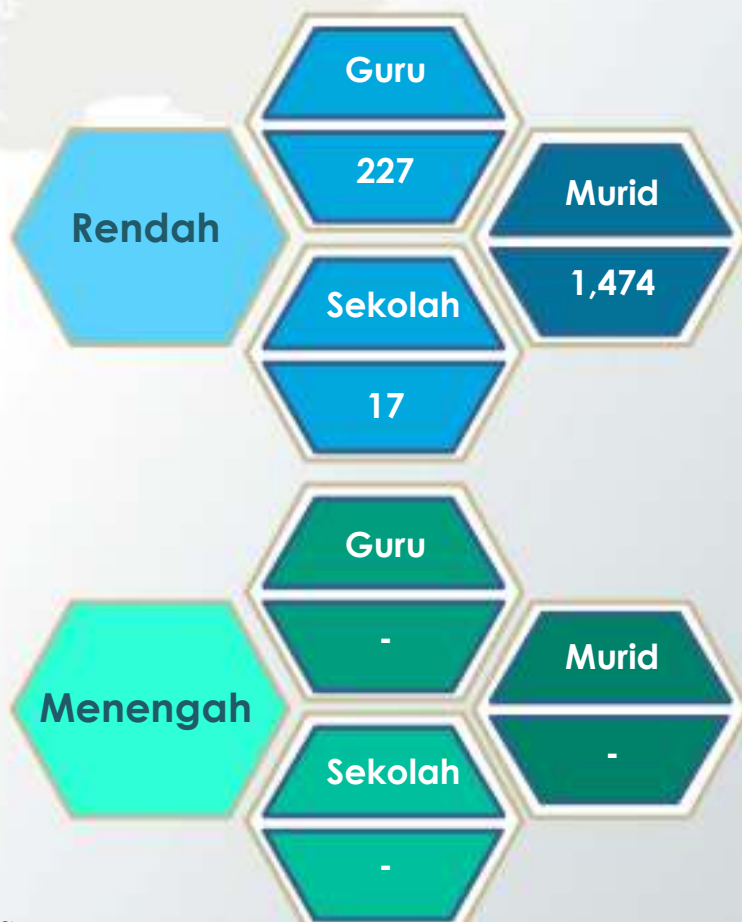 Rendah
Guru
227
Murid
1,474
Sekolah
17
Menengah
Guru
-
Murid
-
Sekolah
-